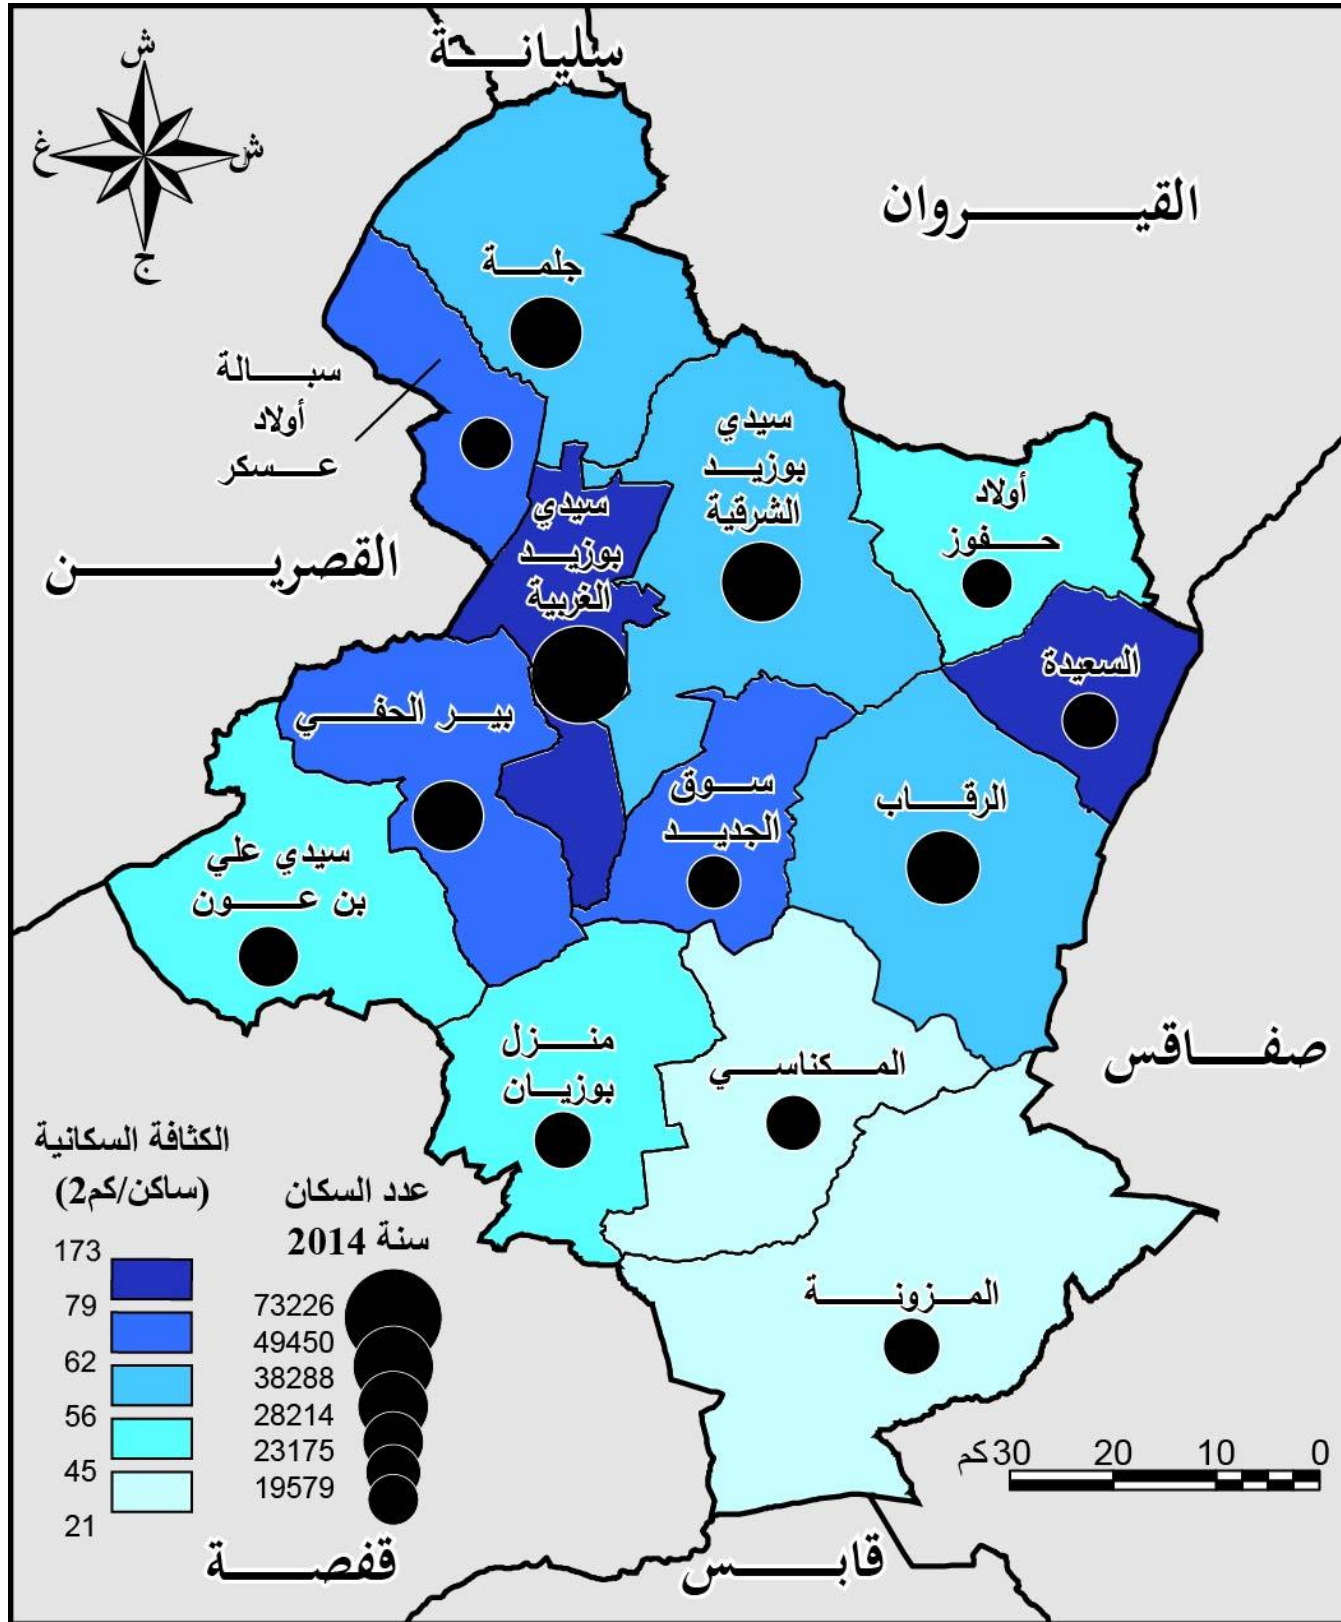 سليانة
ش
غ
ش
ج
القيروان
جلمة
سبالة
أولاد
عسكر
سيدي
بوزيد
الشرقية
أولاد
حفوز
سيدي
بوزيد
الغربية
القصرين
السعيدة
بير الحفي
سوق
الجديد
الرقاب
سيدي علي
بن عون
منزل
بوزيان
المكناسي
صفاقس
المزونة
الكثافة السكانية
(ساكن/كم2)
173
79
62
56
45
21
عدد السكان
سنة 2014
73226
49450
38288
28214
23175
19579
30كم
20
10
0
قفصة
قابس